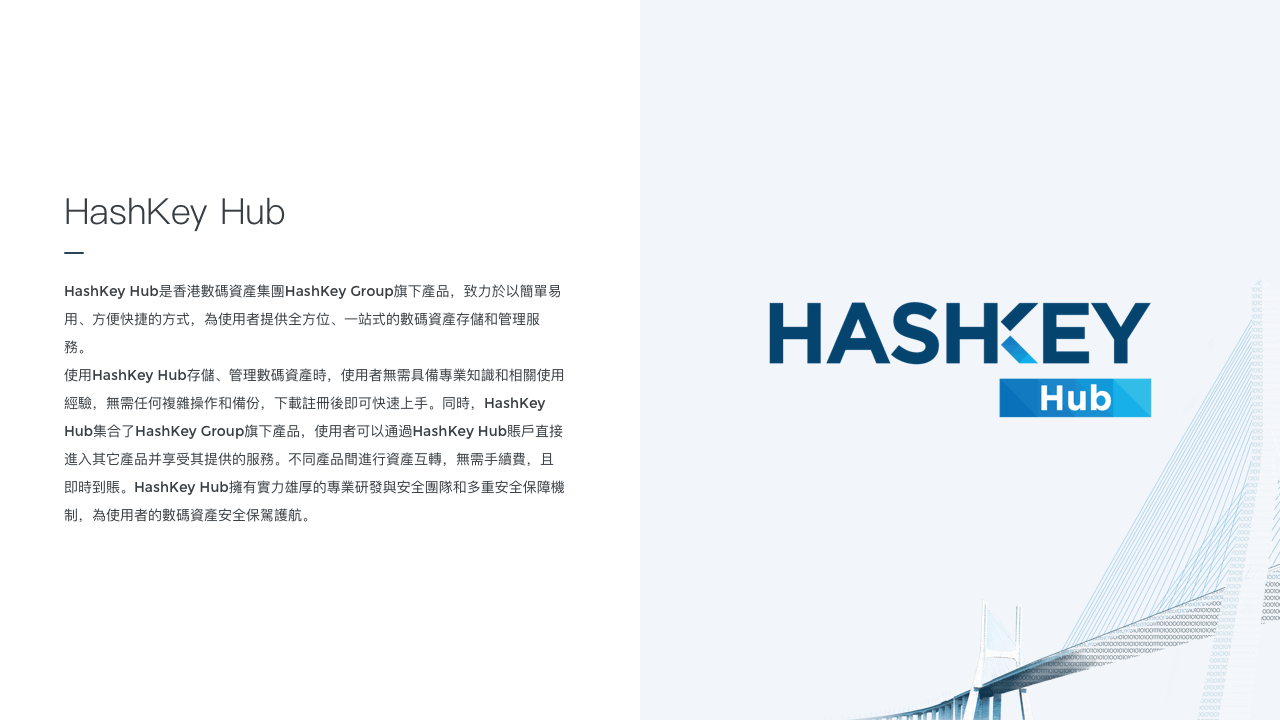 HashKey Hub
HashKey Hub是香港數碼資產集團HashKey Group旗下產品，致力於以簡單易
用、方便快捷的方式，為使用者提供全方位、一站式的數碼資產存儲和管理服
務。
使用HashKey Hub存儲、管理數碼資產時，使用者無需具備專業知識和相關使用
經驗，無需任何複雜操作和備份，下載註冊後即可快速上手。同時，HashKey
Hub集合了HashKey Group旗下產品，使用者可以通過HashKey Hub賬戶直接
進入其它產品并享受其提供的服務。不同產品間進行資產互轉，無需手續費，且
即時到賬。HashKey Hub擁有實力雄厚的專業研發與安全團隊和多重安全保障機
制，為使用者的數碼資產安全保駕護航。
HASHKEY
Hub